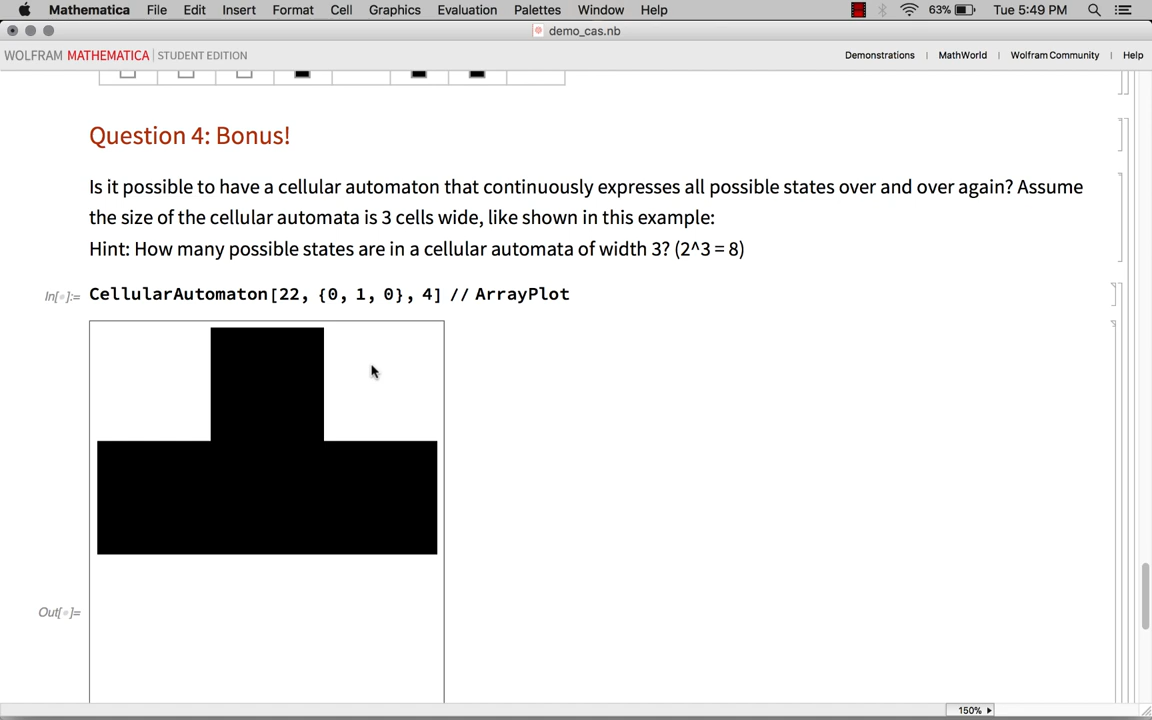 Mathematica File Edit Insert Format Cell Graphics Evaluation Palettes Window Help 63% Tue 5:49 PM
demo_cas.nb
WOLFRAM MATHEMATICA | STUDENT EDITION Demonstrations | MathWorld | Wolfram Community | Help
Question 4: Bonus!
Is it possible to have a cellular automaton that continuously expresses all possible states over and over again? Assume
the size of the cellular automata is 3 cells wide, like shown in this example:
Hint: How many possible states are in a cellular automata of width 3? (2^3 = 8)
In[∘]:= CellularAutomaton[22, {0, 1, 0}, 4] // ArrayPlot
Out[∘]=
150%